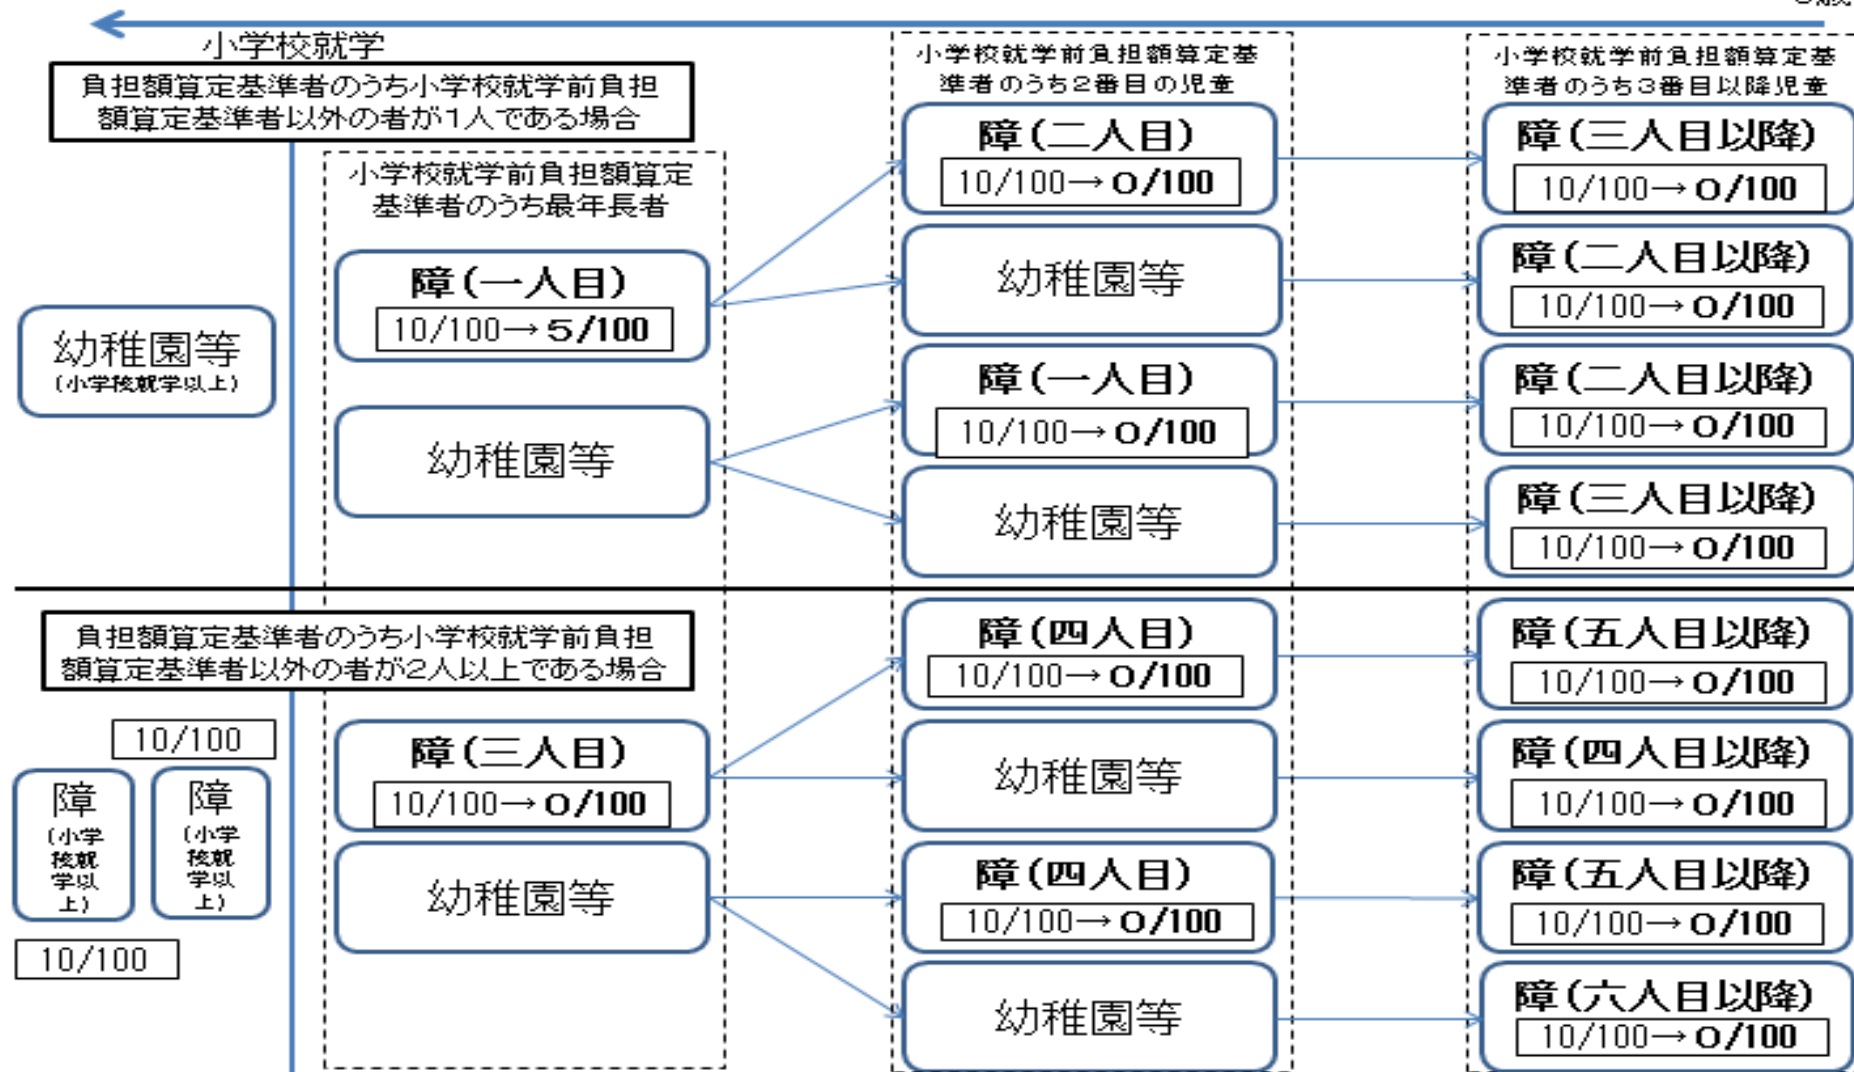 小学校就学
負担額算定基準者のうち小学校就学前負担
額算定基準者以外の者が1人である場合
小学校就学前負担額算定
基準者のうち最年長者
小学校就学前負担額算定基
準者のうち2番目の児童
小学校就学前負担額算定基
準者のうち3番目以降児童
幼稚園等
(小学校就学以上)
障(一人目)
10/100→5/100
幼稚園等
障(二人目)
10/100→0/100
幼稚園等
障(一人目)
10/100→0/100
幼稚園等
障(三人目以降)
10/100→0/100
障(二人目以降)
10/100→0/100
障(二人目以降)
10/100→0/100
障(三人目以降)
10/100→0/100
負担額算定基準者のうち小学校就学前負担
額算定基準者以外の者が2人以上である場合
10/100
障
(小学
校就
学以
上)
障
(小学
校就
学以
上)
10/100
障(三人目)
10/100→0/100
幼稚園等
障(四人目)
10/100→0/100
幼稚園等
障(四人目)
10/100→0/100
幼稚園等
障(五人目以降)
10/100→0/100
障(四人目以降)
10/100→0/100
障(五人目以降)
10/100→0/100
障(六人目以降)
10/100→0/100